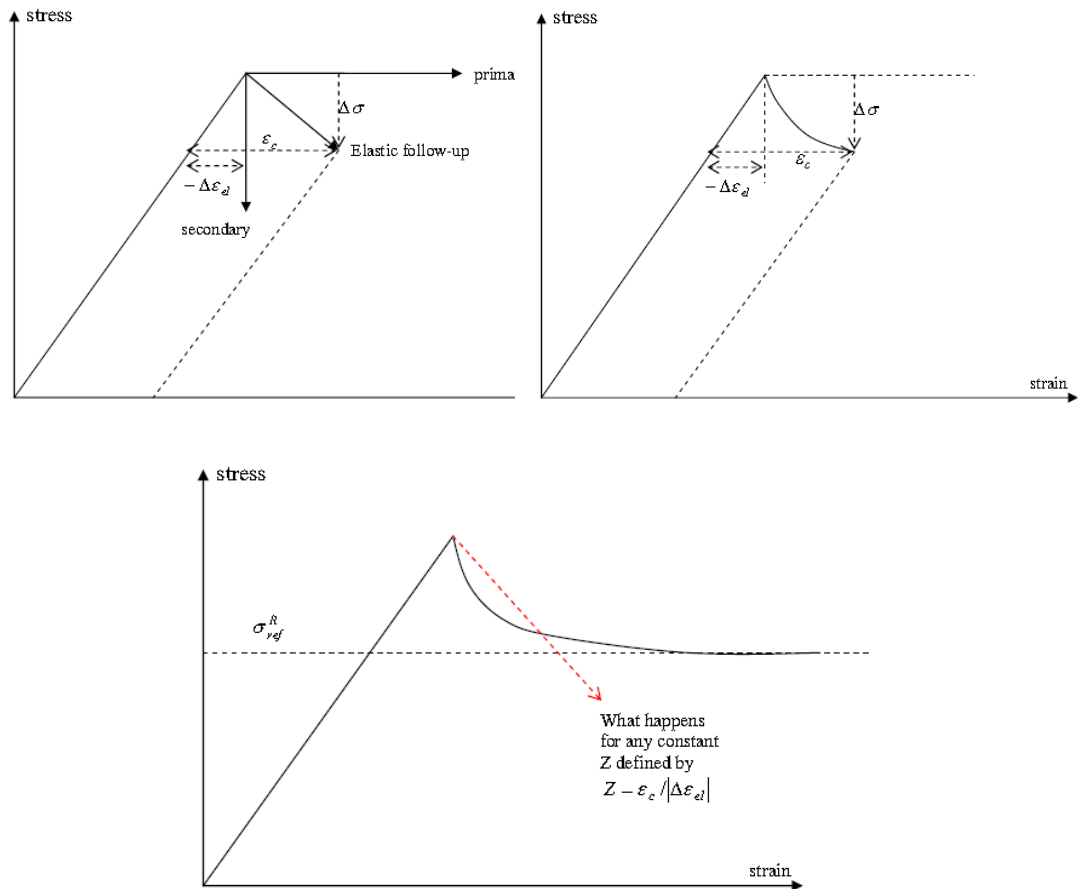 stress
prima
Δσ
ε_c
Elastic follow-up
− Δε_el
secondary
stress
Δσ
ε_c
− Δε_el
strain
stress
σ_ref^R
What happens
for any constant
Z defined by
Z − ε_c /|Δε_el|
strain